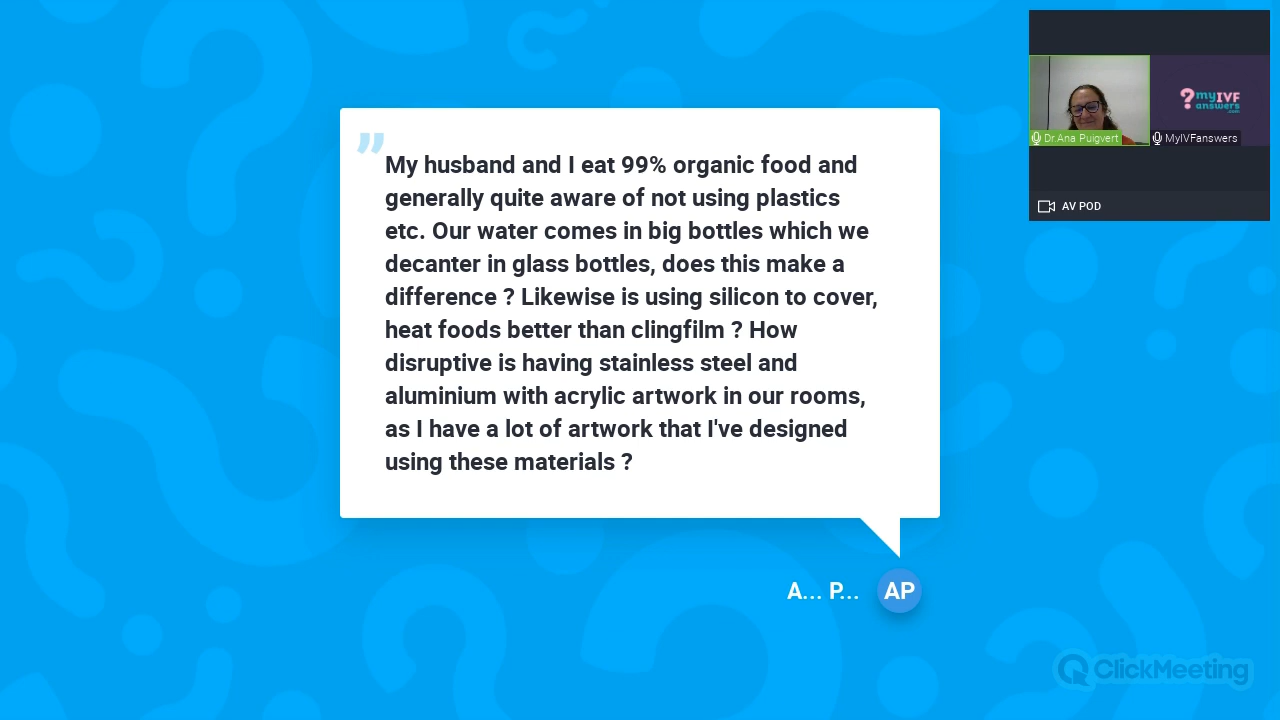 My husband and I eat 99% organic food and
generally quite aware of not using plastics
etc. Our water comes in big bottles which we
decanter in glass bottles, does this make a
difference ? Likewise is using silicon to cover,
heat foods better than clingfilm ? How
disruptive is having stainless steel and
aluminium with acrylic artwork in our rooms,
as I have a lot of artwork that I've designed
using these materials ?
A... P...
AP
?myIVF
answers
.com
Dr.Ana Puigvert
MyIVFanswers
AV POD
ClickMeeting